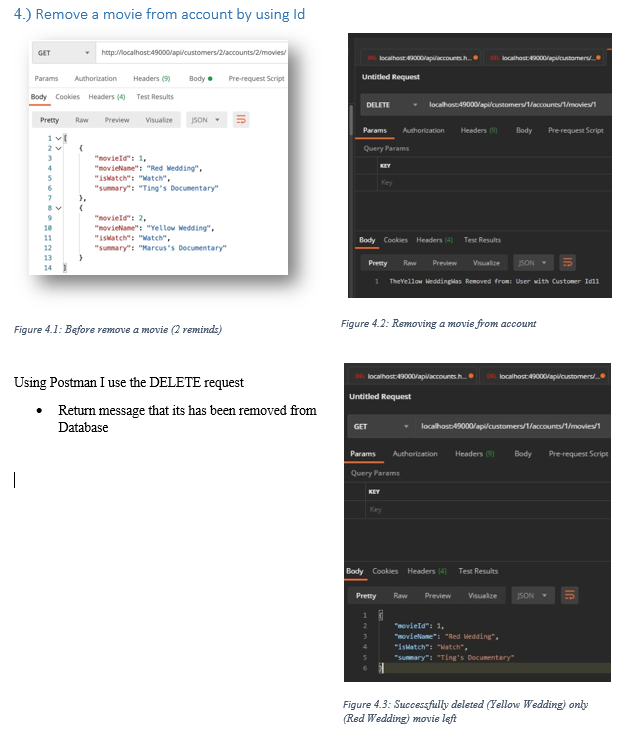 4.) Remove a movie from account by using Id
GET http://localhost:49000/api/customers/2/accounts/2/movies/
Params Authorization Headers (9) Body Pre-request Script
Body Cookies Headers (4) Test Results
Pretty Raw Preview Visualize JSON
1 [
2 {
3 "movieId": 1,
4 "movieName": "Red Wedding",
5 "isWatch": "Watch",
6 "summary": "Ting's Documentary"
7 },
8 {
9 "movieId": 2,
10 "movieName": "Yellow Wedding",
11 "isWatch": "Watch",
12 "summary": "Marcus's Documentary"
13 }
14 ]
Figure 4.1: Before remove a movie (2 reminds)
localhost:49000/api/accounts.h... localhost:49000/api/customers/...
Untitled Request
DELETE localhost:49000/api/customers/1/accounts/1/movies/1
Params Authorization Headers (9) Body Pre-request Script
Query Params
KEY
Key
Body Cookies Headers (4) Test Results
Pretty Raw Preview Visualize JSON
1 TheYellow WeddingWas Removed from: User with Customer Id11
Figure 4.2: Removing a movie from account
Using Postman I use the DELETE request
• Return message that its has been removed from
Database
localhost:49000/api/accounts.h... localhost:49000/api/customers/...
Untitled Request
GET localhost:49000/api/customers/1/accounts/1/movies/1
Params Authorization Headers (9) Body Pre-request Script
Query Params
KEY
Key
Body Cookies Headers (4) Test Results
Pretty Raw Preview Visualize JSON
1 {
2 "movieId": 1,
3 "movieName": "Red Wedding",
4 "isWatch": "Watch",
5 "summary": "Ting's Documentary"
6 }
Figure 4.3: Successfully deleted (Yellow Wedding) only
(Red Wedding) movie left